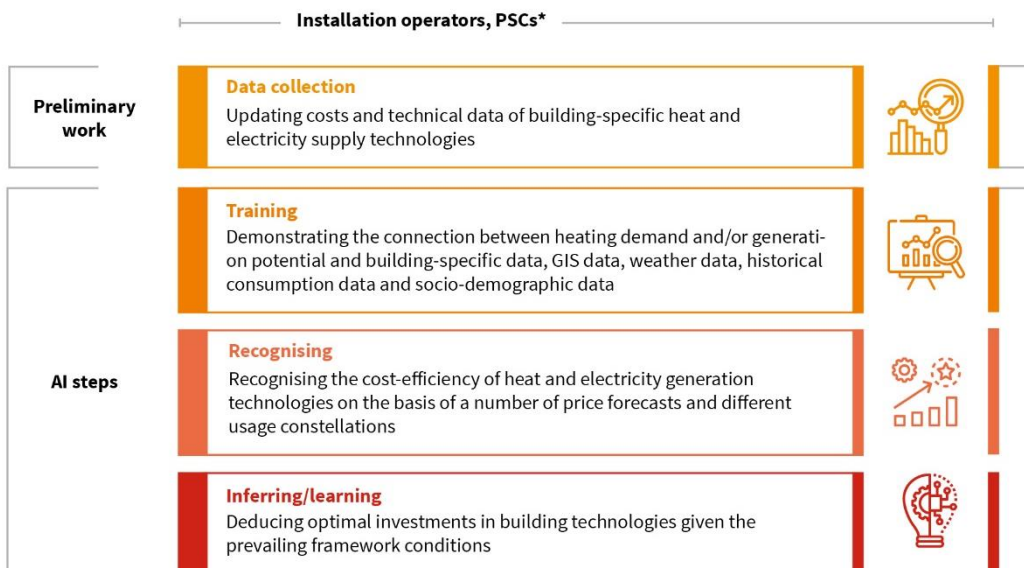 Installation operators, PSCs*
Preliminary
work
Data collection
Updating costs and technical data of building-specific heat and
electricity supply technologies
AI steps
Training
Demonstrating the connection between heating demand and/or generati-
on potential and building-specific data, GIS data, weather data, historical
consumption data and socio-demographic data
Recognising
Recognising the cost-efficiency of heat and electricity generation
technologies on the basis of a number of price forecasts and different
usage constellations
Inferring/learning
Deducing optimal investments in building technologies given the
prevailing framework conditions